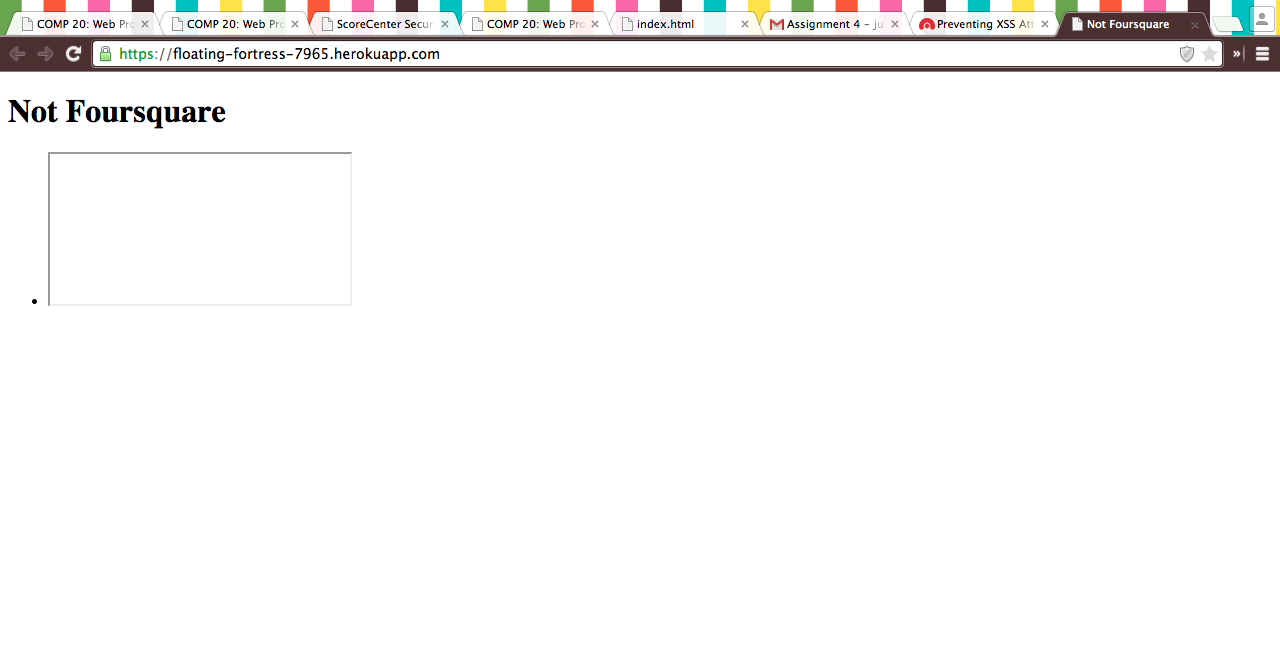 COMP 20: Web Pro
COMP 20: Web Pro
ScoreCenter Secur
COMP 20: Web Pro
index.html
Assignment 4 – ju
Preventing XSS Att
Not Foursquare
https://floating-fortress-7965.herokuapp.com
Not Foursquare